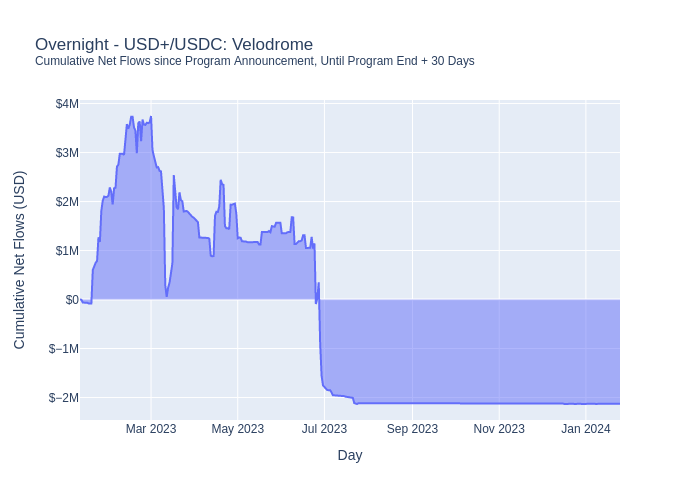 Overnight - USD+/USDC: Velodrome
Cumulative Net Flows since Program Announcement, Until Program End + 30 Days
Cumulative Net Flows (USD)
$4M
$3M
$2M
$1M
$0
$−1M
$−2M
Mar 2023
May 2023
Jul 2023
Sep 2023
Nov 2023
Jan 2024
Day